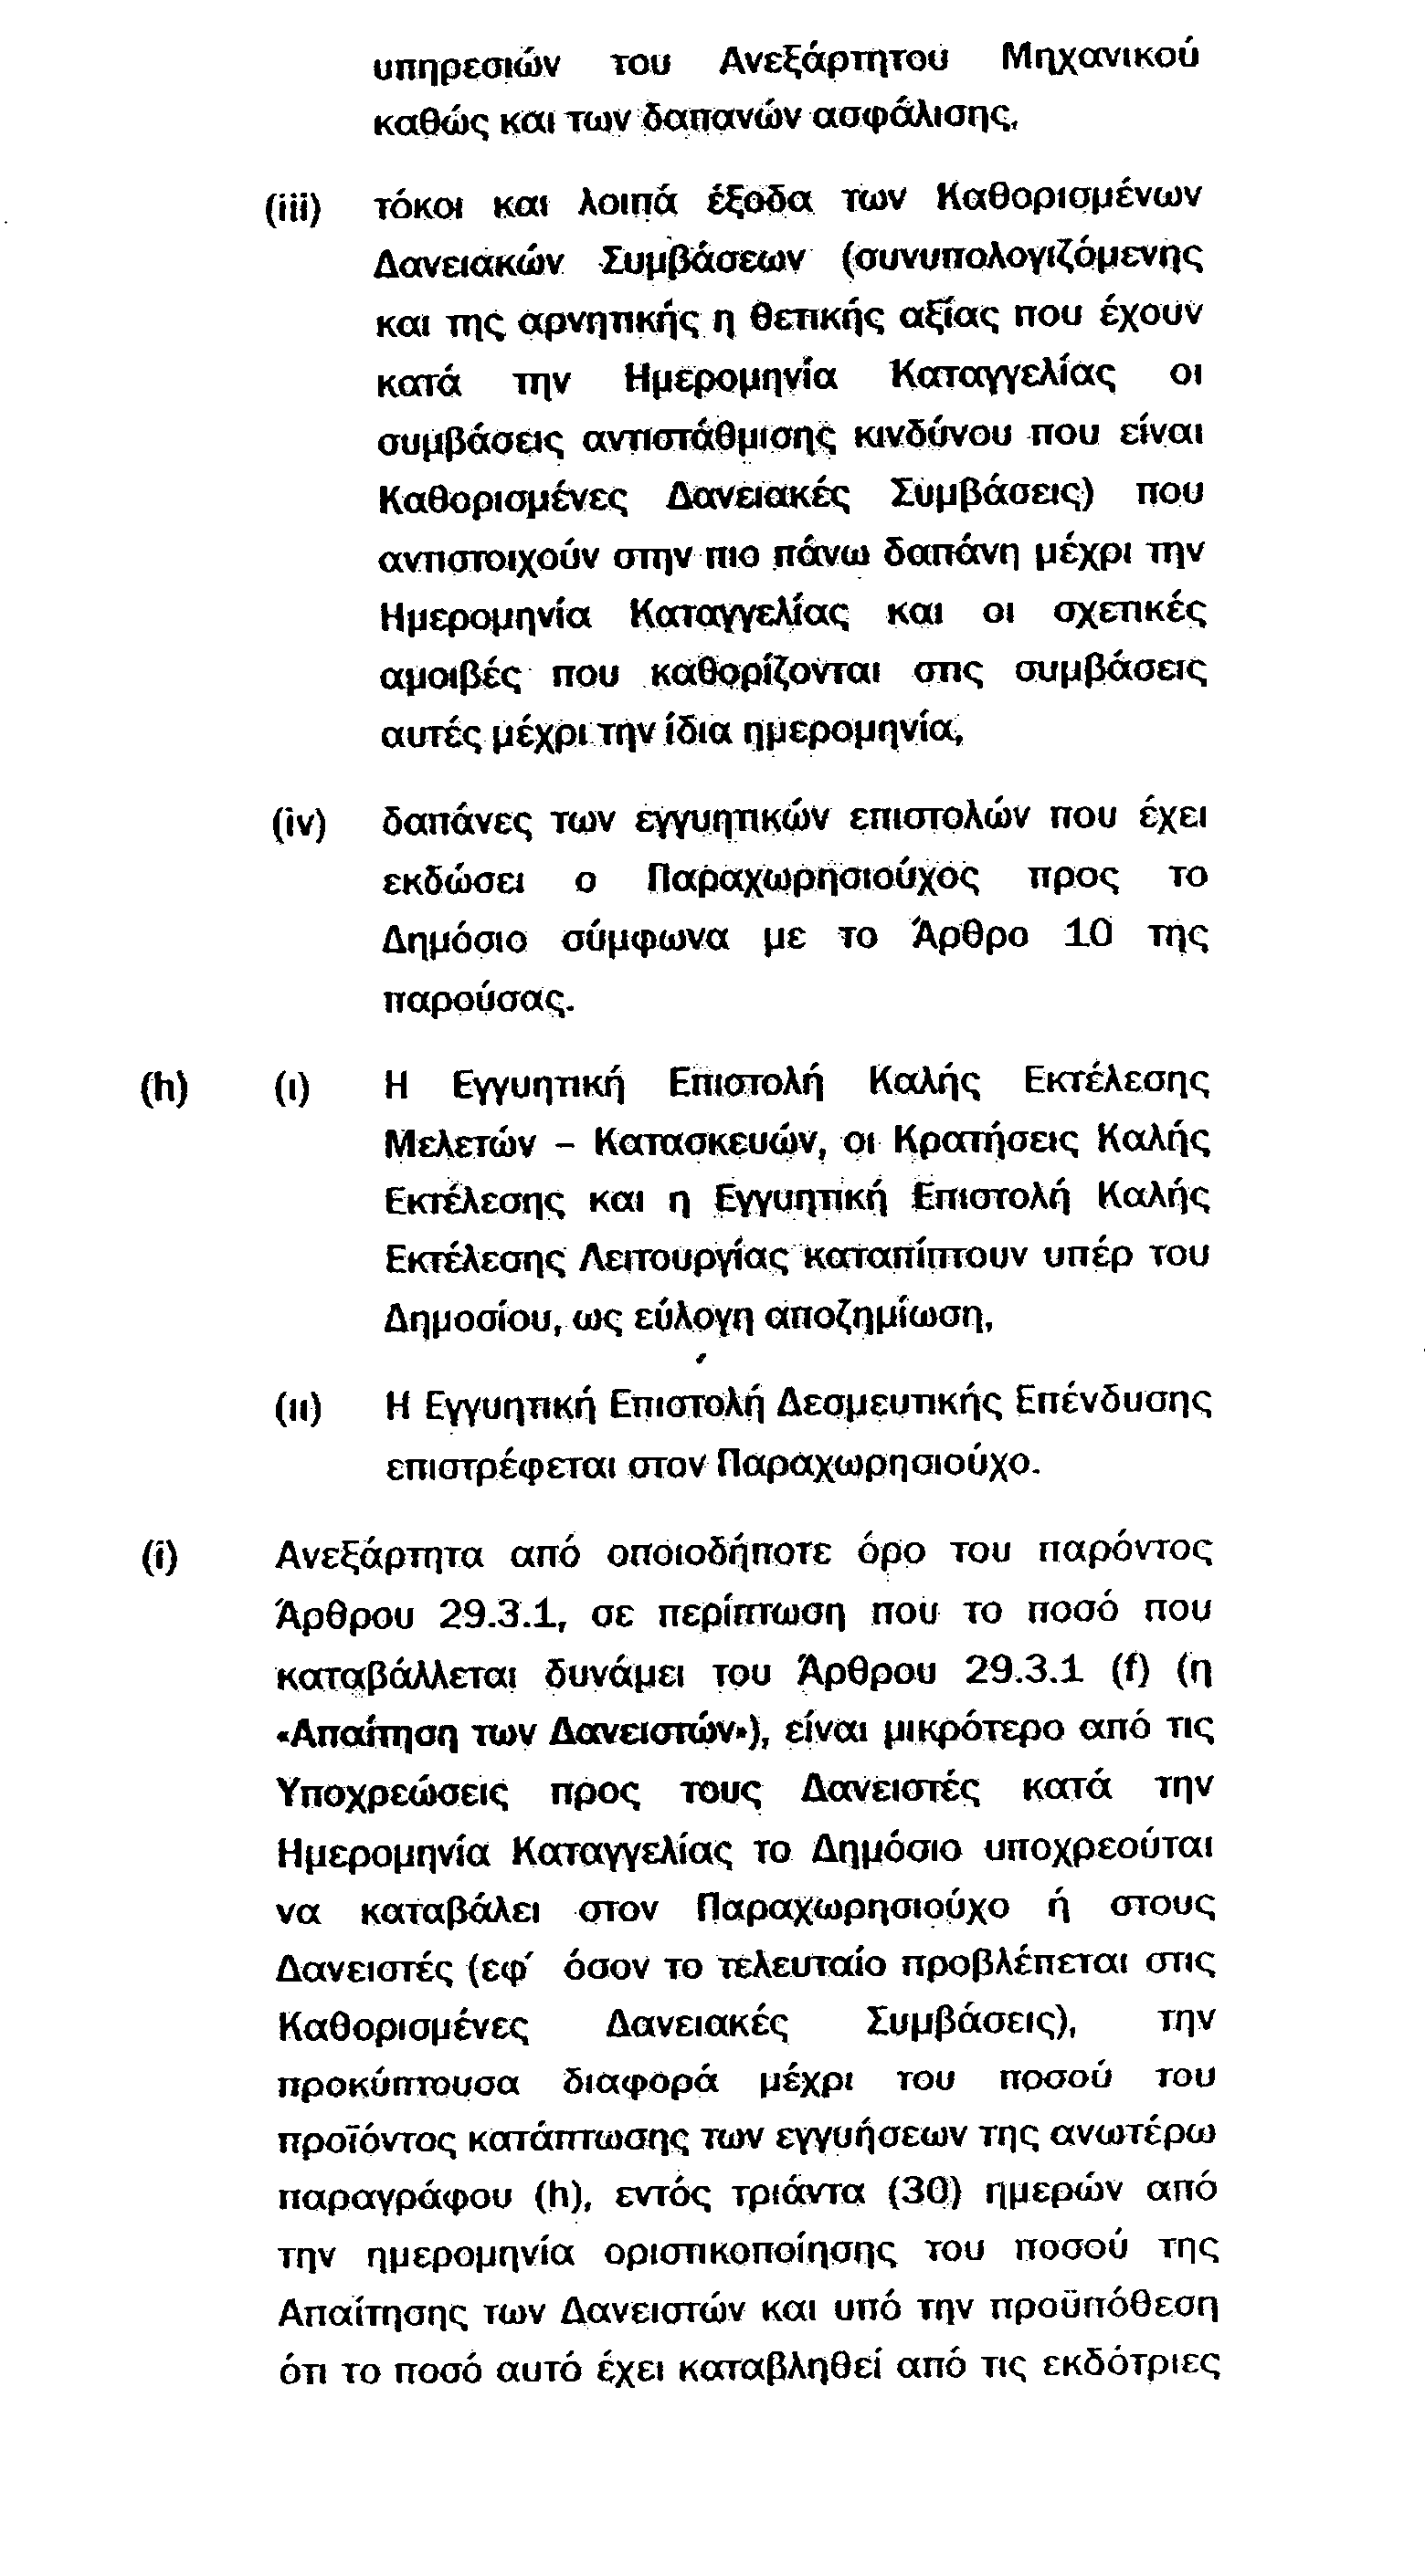 υπηρεσιών του Ανεξάρτητου Μηχανικού
καθώς και των δαπανών ασφάλισης,
(iii) τόκοι και λοιπά έξοδα των Καθορισμένων
Δανειακών Συμβάσεων (συνυπολογιζόμενης
και της αρνητικής η θετικής αξίας που έχουν
κατά την Ημερομηνία Καταγγελίας οι
συμβάσεις αντιστάθμισης κινδύνου που είναι
Καθορισμένες Δανειακές Συμβάσεις) που
αντιστοιχούν στην πιο πάνω δαπάνη μέχρι την
Ημερομηνία Καταγγελίας και οι σχετικές
αμοιβές που καθορίζονται στις συμβάσεις
αυτές μέχρι την ίδια ημερομηνία,
(iv) δαπάνες των εγγυητικών επιστολών που έχει
εκδώσει ο Παραχωρησιούχος προς το
Δημόσιο σύμφωνα με το Άρθρο 10 της
παρούσας.
(h) (ι) Η Εγγυητική Επιστολή Καλής Εκτέλεσης
Μελετών – Κατασκευών, οι Κρατήσεις Καλής
Εκτέλεσης και η Εγγυητική Επιστολή Καλής
Εκτέλεσης Λειτουργίας καταπίπτουν υπέρ του
Δημοσίου, ως εύλογη αποζημίωση,
(ιι) Η Εγγυητική Επιστολή Δεσμευτικής Επένδυσης
επιστρέφεται στον Παραχωρησιούχο.
(i) Ανεξάρτητα από οποιοδήποτε όρο του παρόντος
Άρθρου 29.3.1, σε περίπτωση που το ποσό που
καταβάλλεται δυνάμει του Άρθρου 29.3.1 (f) (η
«Απαίτηση των Δανειστών»), είναι μικρότερο από τις
Υποχρεώσεις προς τους Δανειστές κατά την
Ημερομηνία Καταγγελίας το Δημόσιο υποχρεούται
να καταβάλει στον Παραχωρησιούχο ή στους
Δανειστές (εφ' όσον το τελευταίο προβλέπεται στις
Καθορισμένες Δανειακές Συμβάσεις), την
προκύπτουσα διαφορά μέχρι του ποσού του
προϊόντος κατάπτωσης των εγγυήσεων της ανωτέρω
παραγράφου (h), εντός τριάντα (30) ημερών από
την ημερομηνία οριστικοποίησης του ποσού της
Απαίτησης των Δανειστών και υπό την προϋπόθεση
ότι το ποσό αυτό έχει καταβληθεί από τις εκδότριες